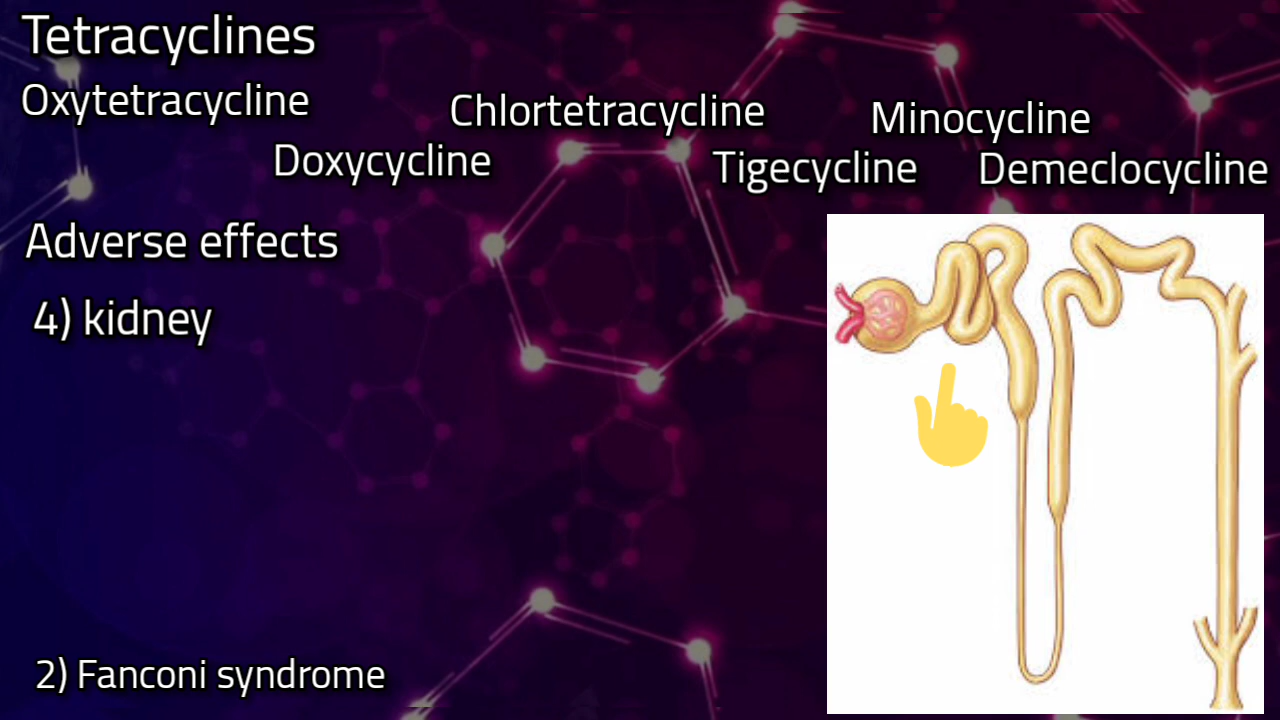 Tetracyclines
Oxytetracycline
Chlortetracycline
Minocycline
Doxycycline
Tigecycline
Demeclocycline
Adverse effects
4) kidney
2) Fanconi syndrome